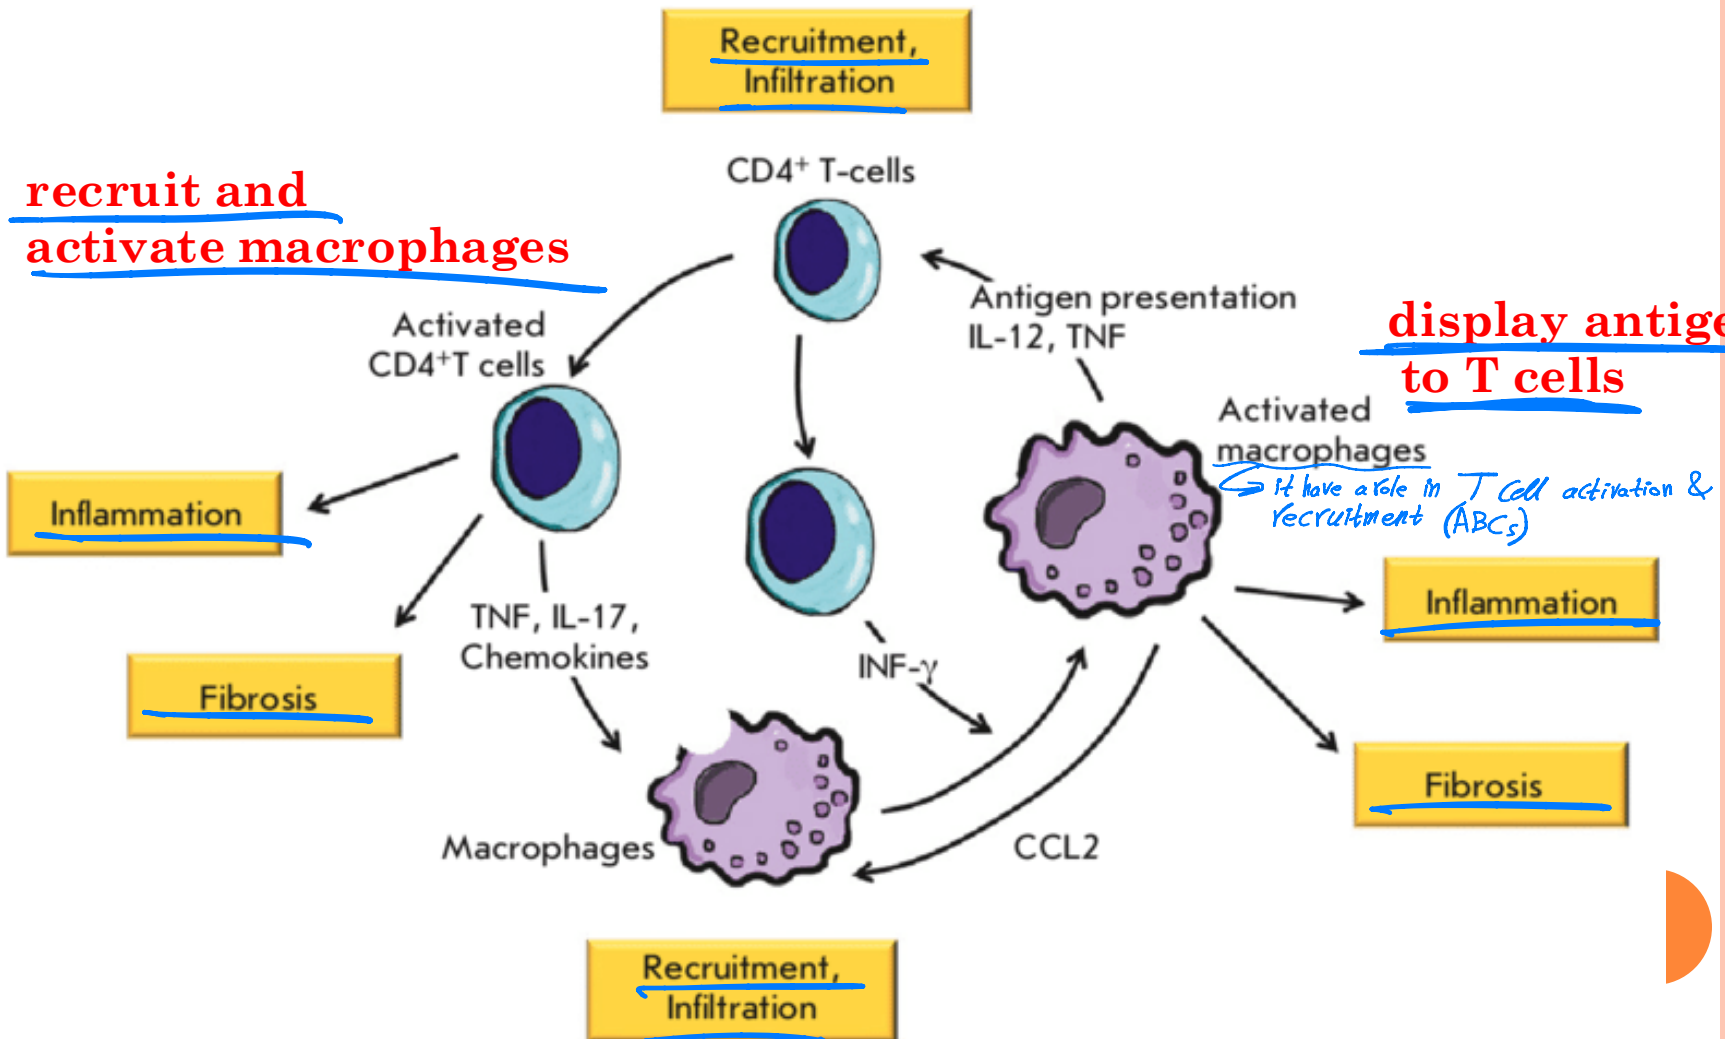 Recruitment,
Infiltration
CD4⁺ T-cells
recruit and
activate macrophages
Antigen presentation
IL-12, TNF
display antige
to T cells
Activated
CD4⁺T cells
Activated
macrophages
it have a role in T cell activation &
recruitment (ABCs)
Inflammation
Inflammation
TNF, IL-17,
Chemokines
INF-γ
Fibrosis
Fibrosis
Macrophages
CCL2
Recruitment,
Infiltration